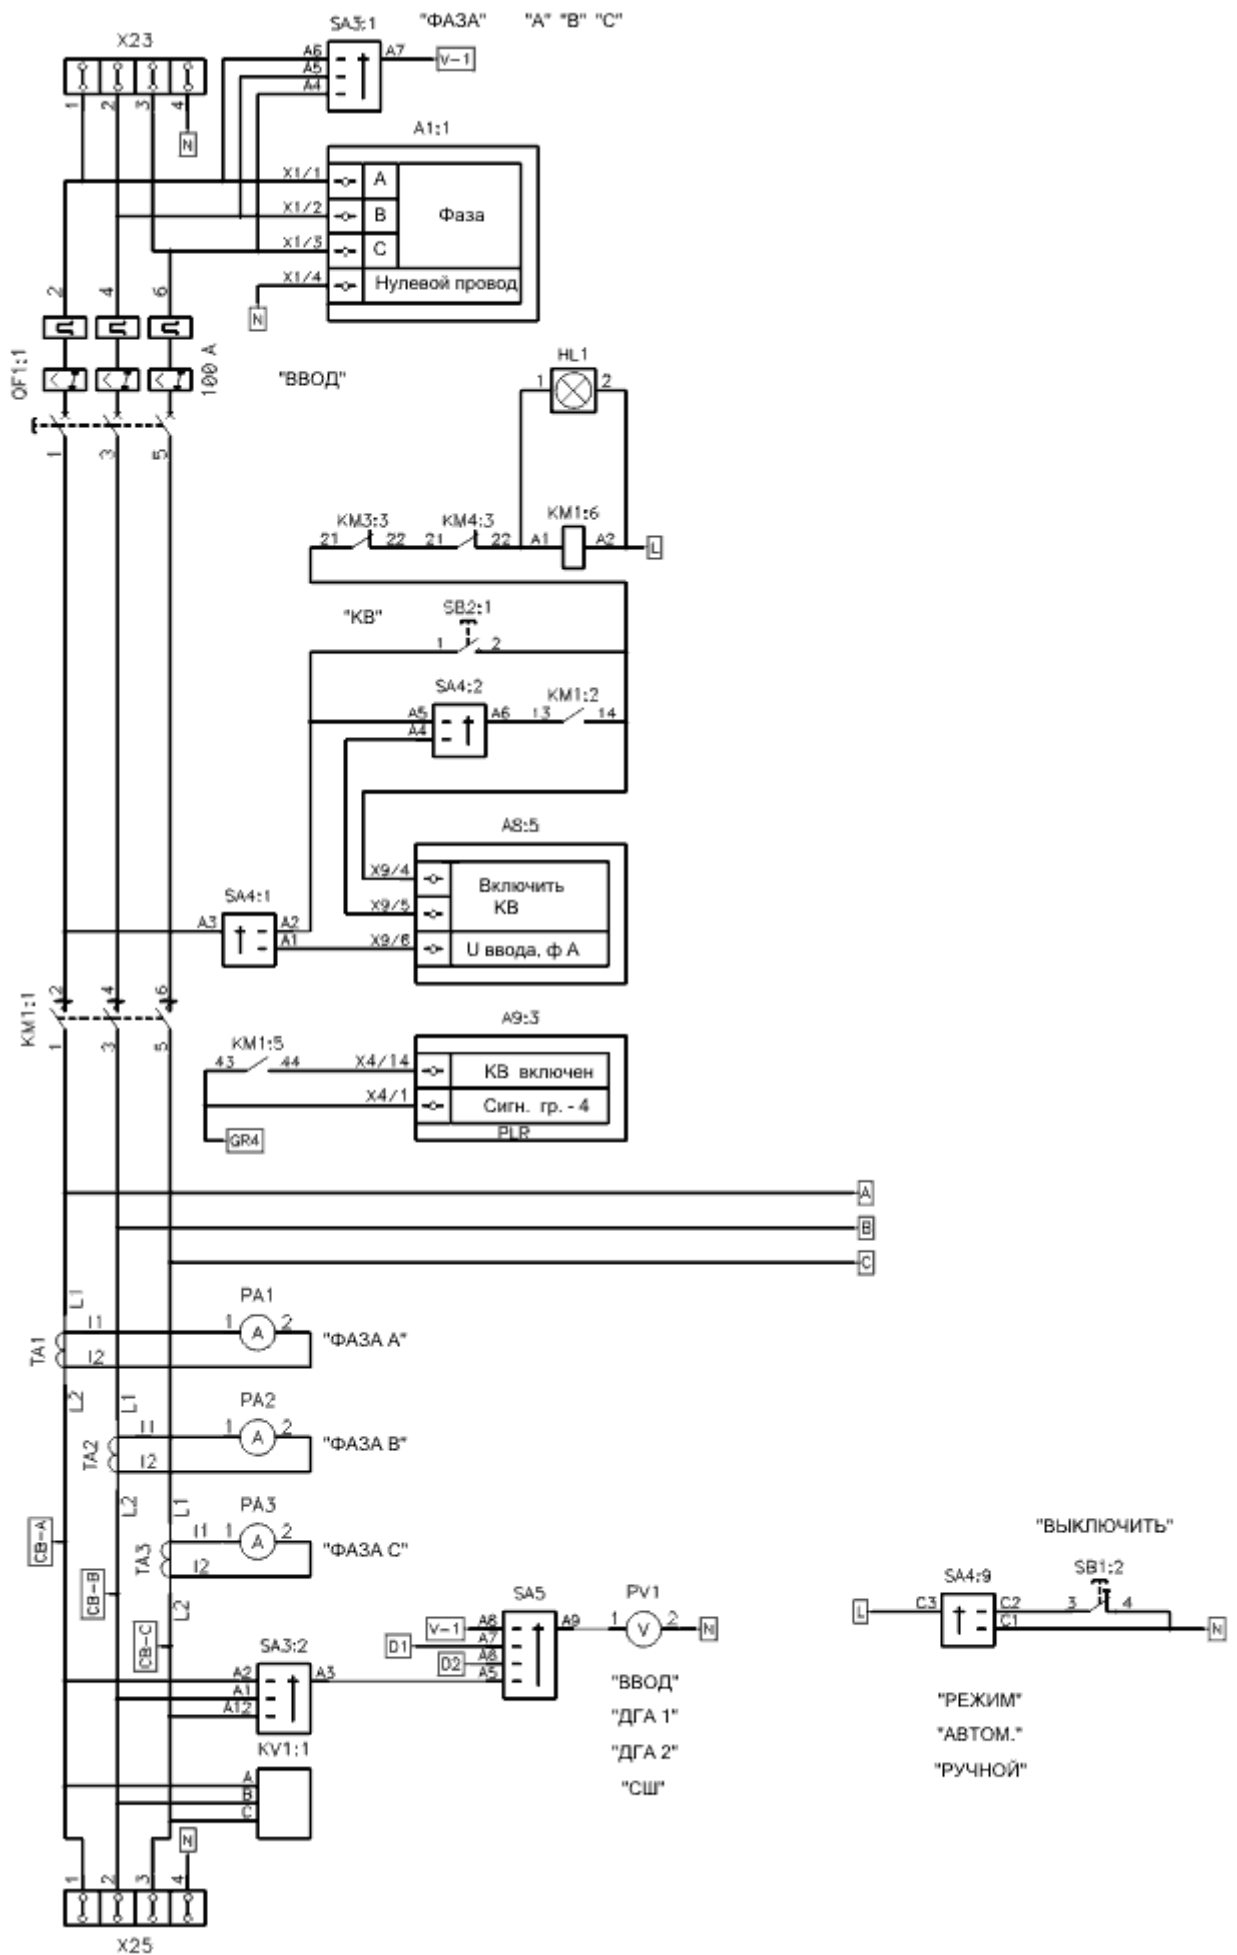 SA3:1 "ФАЗА" "A" "B" "C"
X23
A6 A7 V-1
A5
A4
1 2 3 4
N
A1:1
X1/1 A
X1/2 B Фаза
X1/3 C
X1/4 Нулевой провод
N
2 4 6
QF1:1 100 A
"ВВОД"
1 3 5
HL1
1 2
KM3:3 KM4:3 KM1:6
21 22 21 22 A1 A2 L
"КВ" SB2:1
1 2
SA4:2 KM1:2
A5 A6 13 14
A4
A8:5
X9/4 Включить
X9/5 КВ
X9/6 U ввода, ф А
SA4:1
A3 A2
A1
KM1:1
2 4 6
1 3 5
A9:3
KM1:5
43 44 X4/14 КВ включен
X4/1 Сигн. гр. - 4
GR4 PLR
A
B
C
L1 PA1
TA1 I1 1 A 2 "ФАЗА А"
I2
L2 L1 PA2
TA2 I1 1 A 2 "ФАЗА В"
I2
L2 L1 PA3
TA3 I1 1 A 2 "ФАЗА С"
I2
L2
CB-A
CB-B
CB-C
SA5 PV1
V-1 A8 A9 1 V 2 N
D1 A7
D2 A6
A5
SA3:2
A2 A3
A1
A12
"ВВОД"
"ДГА 1"
"ДГА 2"
"СШ"
"ВЫКЛЮЧИТЬ"
SA4:9 SB1:2
L C3 C2 3 4
C1 N
"РЕЖИМ"
"АВТОМ."
"РУЧНОЙ"
KV1:1
A
B
C
N
1 2 3 4
X25